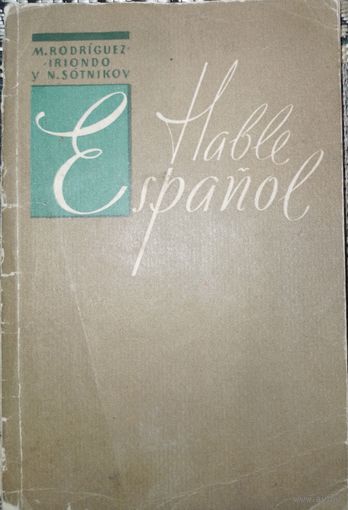 M. RODRÍGUEZ-
-IRIONDO
Y N. SÓTNIKOV
Hable
Español